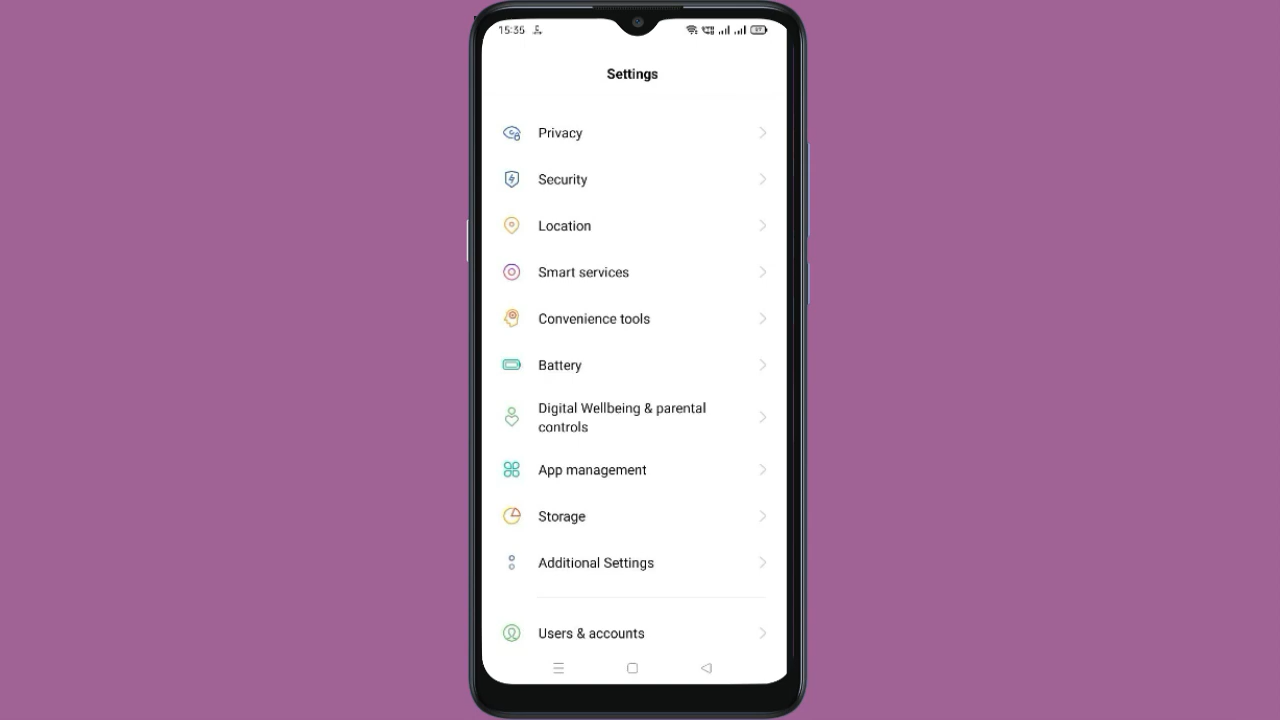 15:35
Settings
Privacy
Security
Location
Smart services
Convenience tools
Battery
Digital Wellbeing & parental
controls
App management
Storage
Additional Settings
Users & accounts